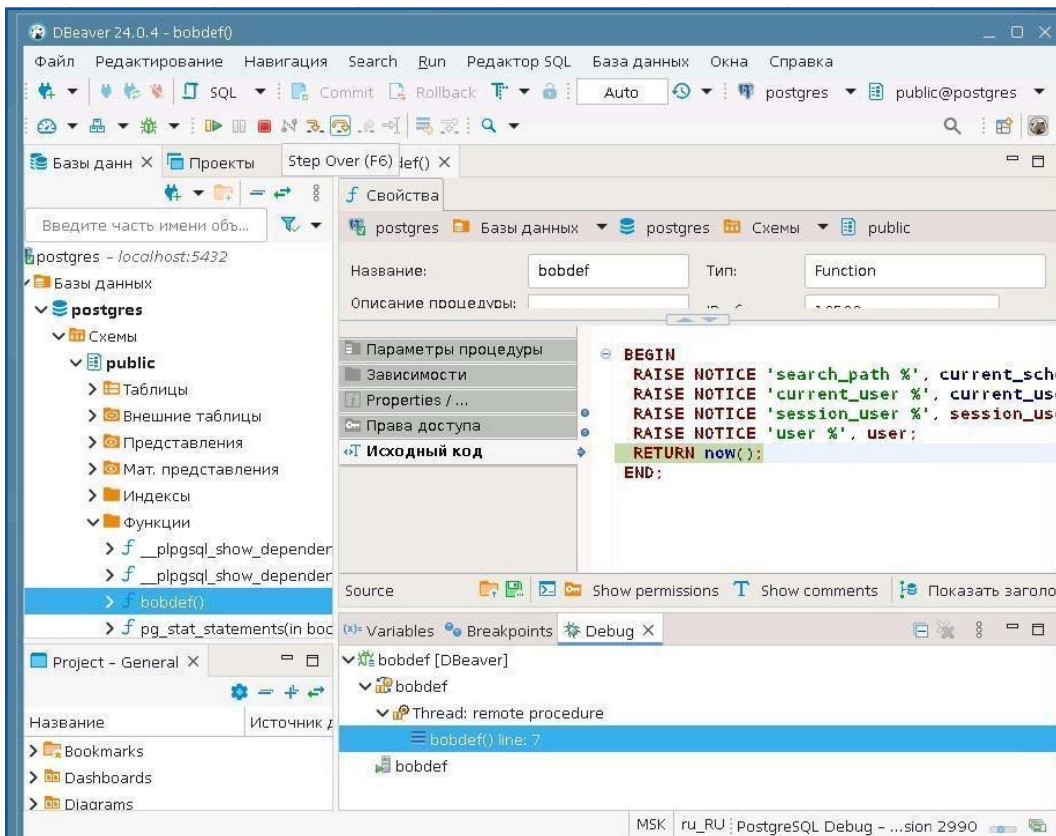 DBeaver 24.0.4 - bobdef()
Файл Редактирование Навигация Search Run Редактор SQL База данных Окна Справка
SQL Commit Rollback Auto postgres public@postgres
Базы данн Проекты Step Over (F6) def()
Свойства
Введите часть имени объ...
postgres Базы данных postgres Схемы public
postgres - localhost:5432
Базы данных
postgres
Схемы
public
Таблицы
Внешние таблицы
Представления
Мат. представления
Индексы
Функции
__plpgsql_show_depender
__plpgsql_show_depender
bobdef()
pg_stat_statements(in boo
Название: bobdef Тип: Function
Описание процедуры:
Параметры процедуры
Зависимости
Properties / ...
Права доступа
Исходный код
BEGIN
RAISE NOTICE 'search_path %', current_sche
RAISE NOTICE 'current_user %', current_use
RAISE NOTICE 'session_user %', session_us
RAISE NOTICE 'user %', user;
RETURN now();
END;
Source Show permissions Show comments Показать заголо
Variables Breakpoints Debug
bobdef [DBeaver]
bobdef
Thread: remote procedure
bobdef() line: 7
bobdef
Project - General
Название Источник д
Bookmarks
Dashboards
Diagrams
MSK ru_RU PostgreSQL Debug - ...sion 2990